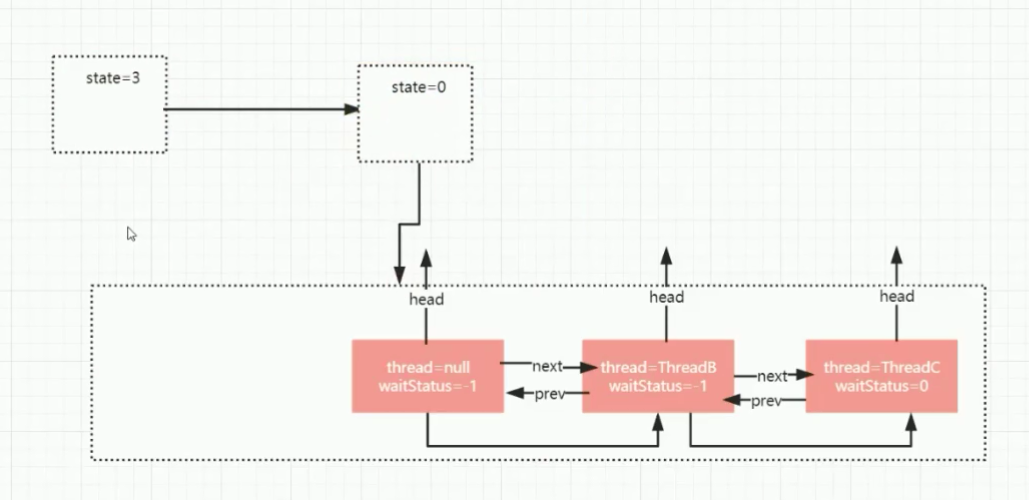 state=3
state=0
head
head
head
thread=null
waitStatus=-1
next
prev
thread=ThreadB
waitStatus=-1
next
prev
thread=ThreadC
waitStatus=0